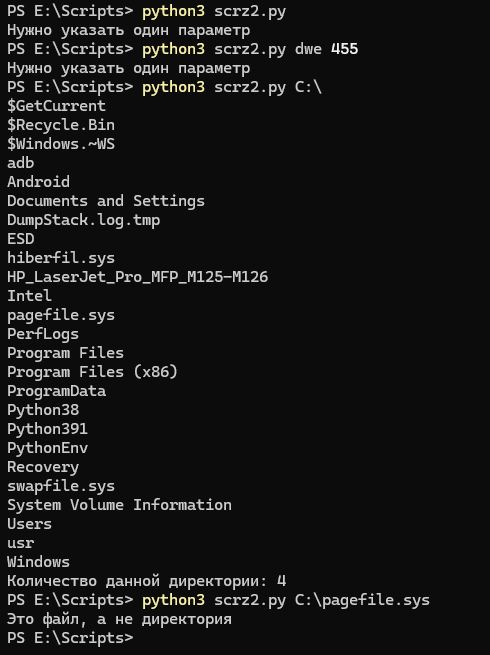 PS E:\Scripts> python3 scrz2.py
Нужно указать один параметр
PS E:\Scripts> python3 scrz2.py dwe 455
Нужно указать один параметр
PS E:\Scripts> python3 scrz2.py C:\
$GetCurrent
$Recycle.Bin
$Windows.~WS
adb
Android
Documents and Settings
DumpStack.log.tmp
ESD
hiberfil.sys
HP_LaserJet_Pro_MFP_M125-M126
Intel
pagefile.sys
PerfLogs
Program Files
Program Files (x86)
ProgramData
Python38
Python391
PythonEnv
Recovery
swapfile.sys
System Volume Information
Users
usr
Windows
Количество данной директории: 4
PS E:\Scripts> python3 scrz2.py C:\pagefile.sys
Это файл, а не директория
PS E:\Scripts>